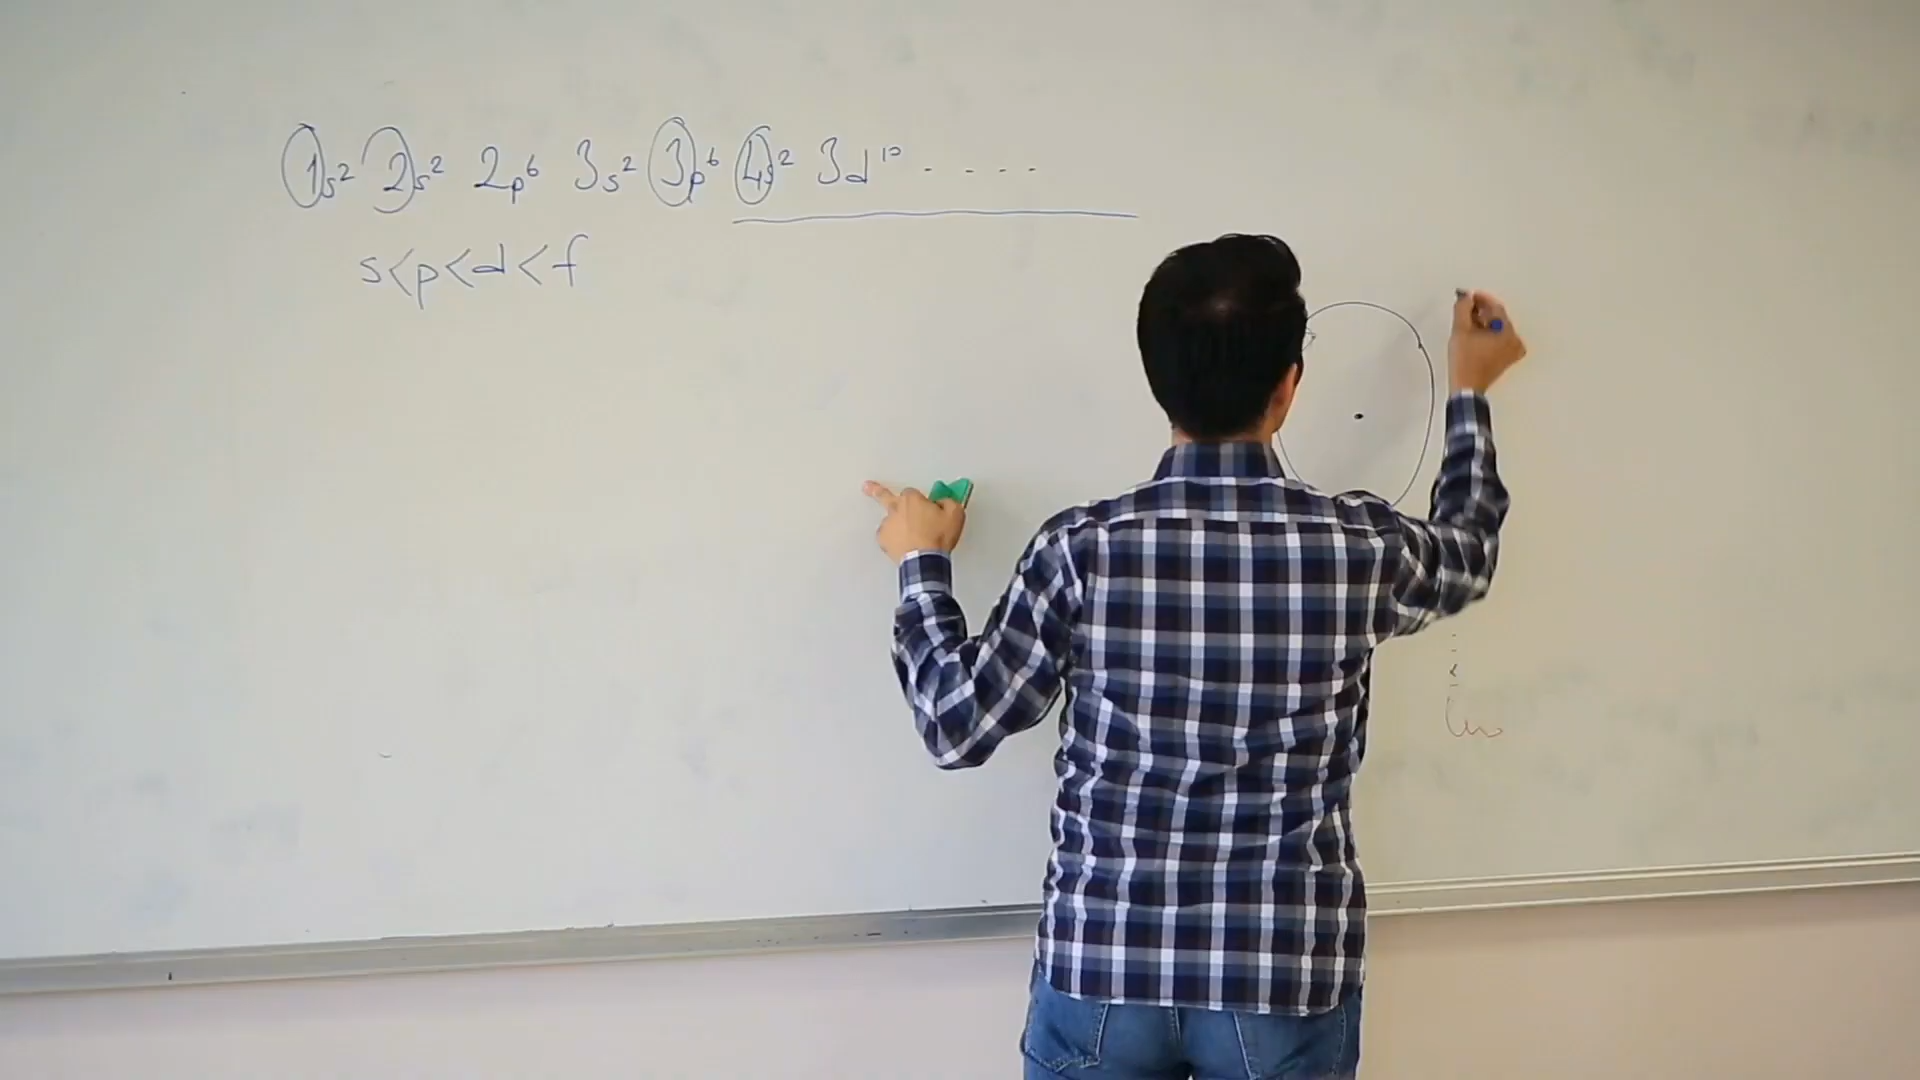 1s² 2s² 2p⁶ 3s² 3p⁶ 4s² 3d¹⁰ - - - -
s<p<d<f